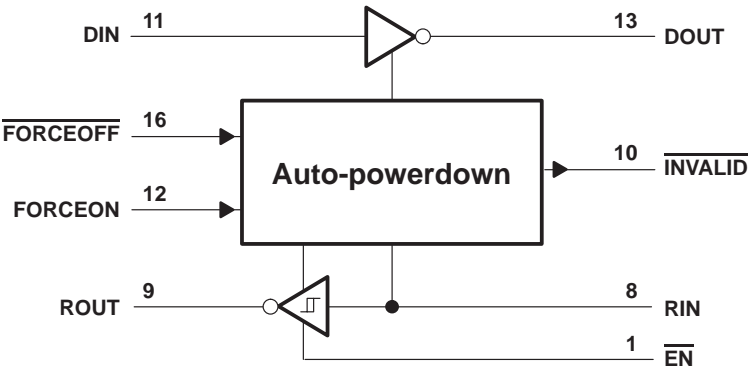 DIN 11 13 DOUT
FORCEOFF 16
Auto-powerdown
10 INVALID
FORCEON 12
ROUT 9 8 RIN
1 EN